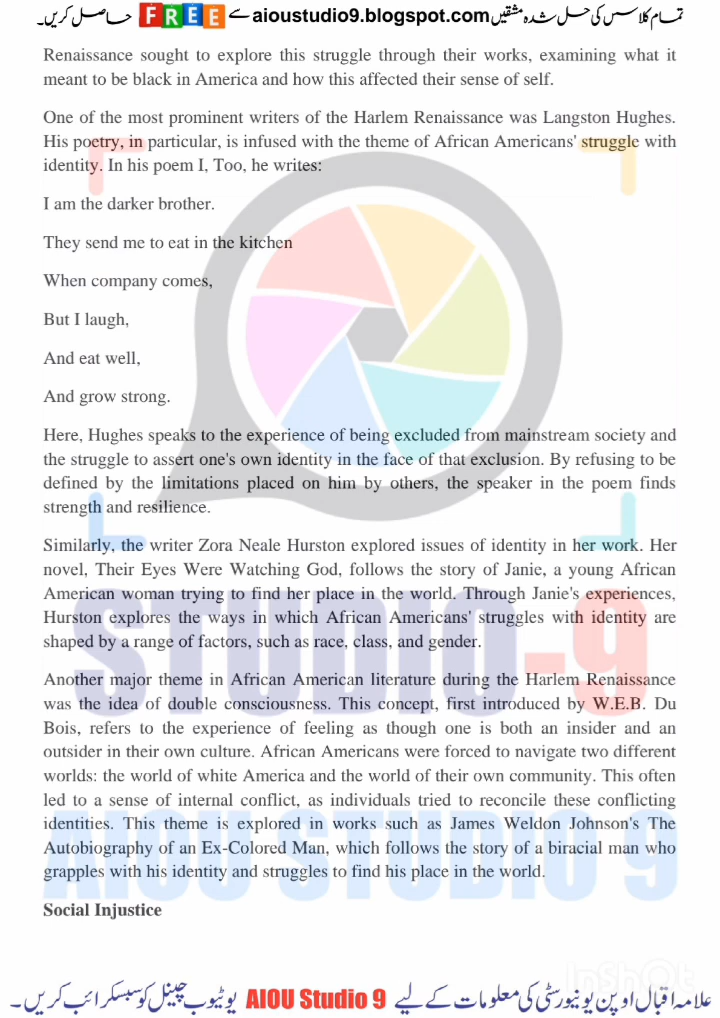 تمام کلاسس کی حل شدہ مشقیں aioustudio9.blogspot.com سے FREE حاصل کریں۔
Renaissance sought to explore this struggle through their works, examining what it
meant to be black in America and how this affected their sense of self.
One of the most prominent writers of the Harlem Renaissance was Langston Hughes.
His poetry, in particular, is infused with the theme of African Americans' struggle with
identity. In his poem I, Too, he writes:
I am the darker brother.
They send me to eat in the kitchen
When company comes,
But I laugh,
And eat well,
And grow strong.
Here, Hughes speaks to the experience of being excluded from mainstream society and
the struggle to assert one's own identity in the face of that exclusion. By refusing to be
defined by the limitations placed on him by others, the speaker in the poem finds
strength and resilience.
Similarly, the writer Zora Neale Hurston explored issues of identity in her work. Her
novel, Their Eyes Were Watching God, follows the story of Janie, a young African
American woman trying to find her place in the world. Through Janie's experiences,
Hurston explores the ways in which African Americans' struggles with identity are
shaped by a range of factors, such as race, class, and gender.
STUDIO-9
Another major theme in African American literature during the Harlem Renaissance
was the idea of double consciousness. This concept, first introduced by W.E.B. Du
Bois, refers to the experience of feeling as though one is both an insider and an
outsider in their own culture. African Americans were forced to navigate two different
worlds: the world of white America and the world of their own community. This often
led to a sense of internal conflict, as individuals tried to reconcile these conflicting
identities. This theme is explored in works such as James Weldon Johnson's The
Autobiography of an Ex-Colored Man, which follows the story of a biracial man who
grapples with his identity and struggles to find his place in the world.
AIOU STUDIO 9
Social Injustice
InShOt
علامہ اقبال اوپن یونیورسٹی کی معلومات کے لیے AIOU Studio 9 یوٹیوب چینل کو سبسکرائب کریں۔